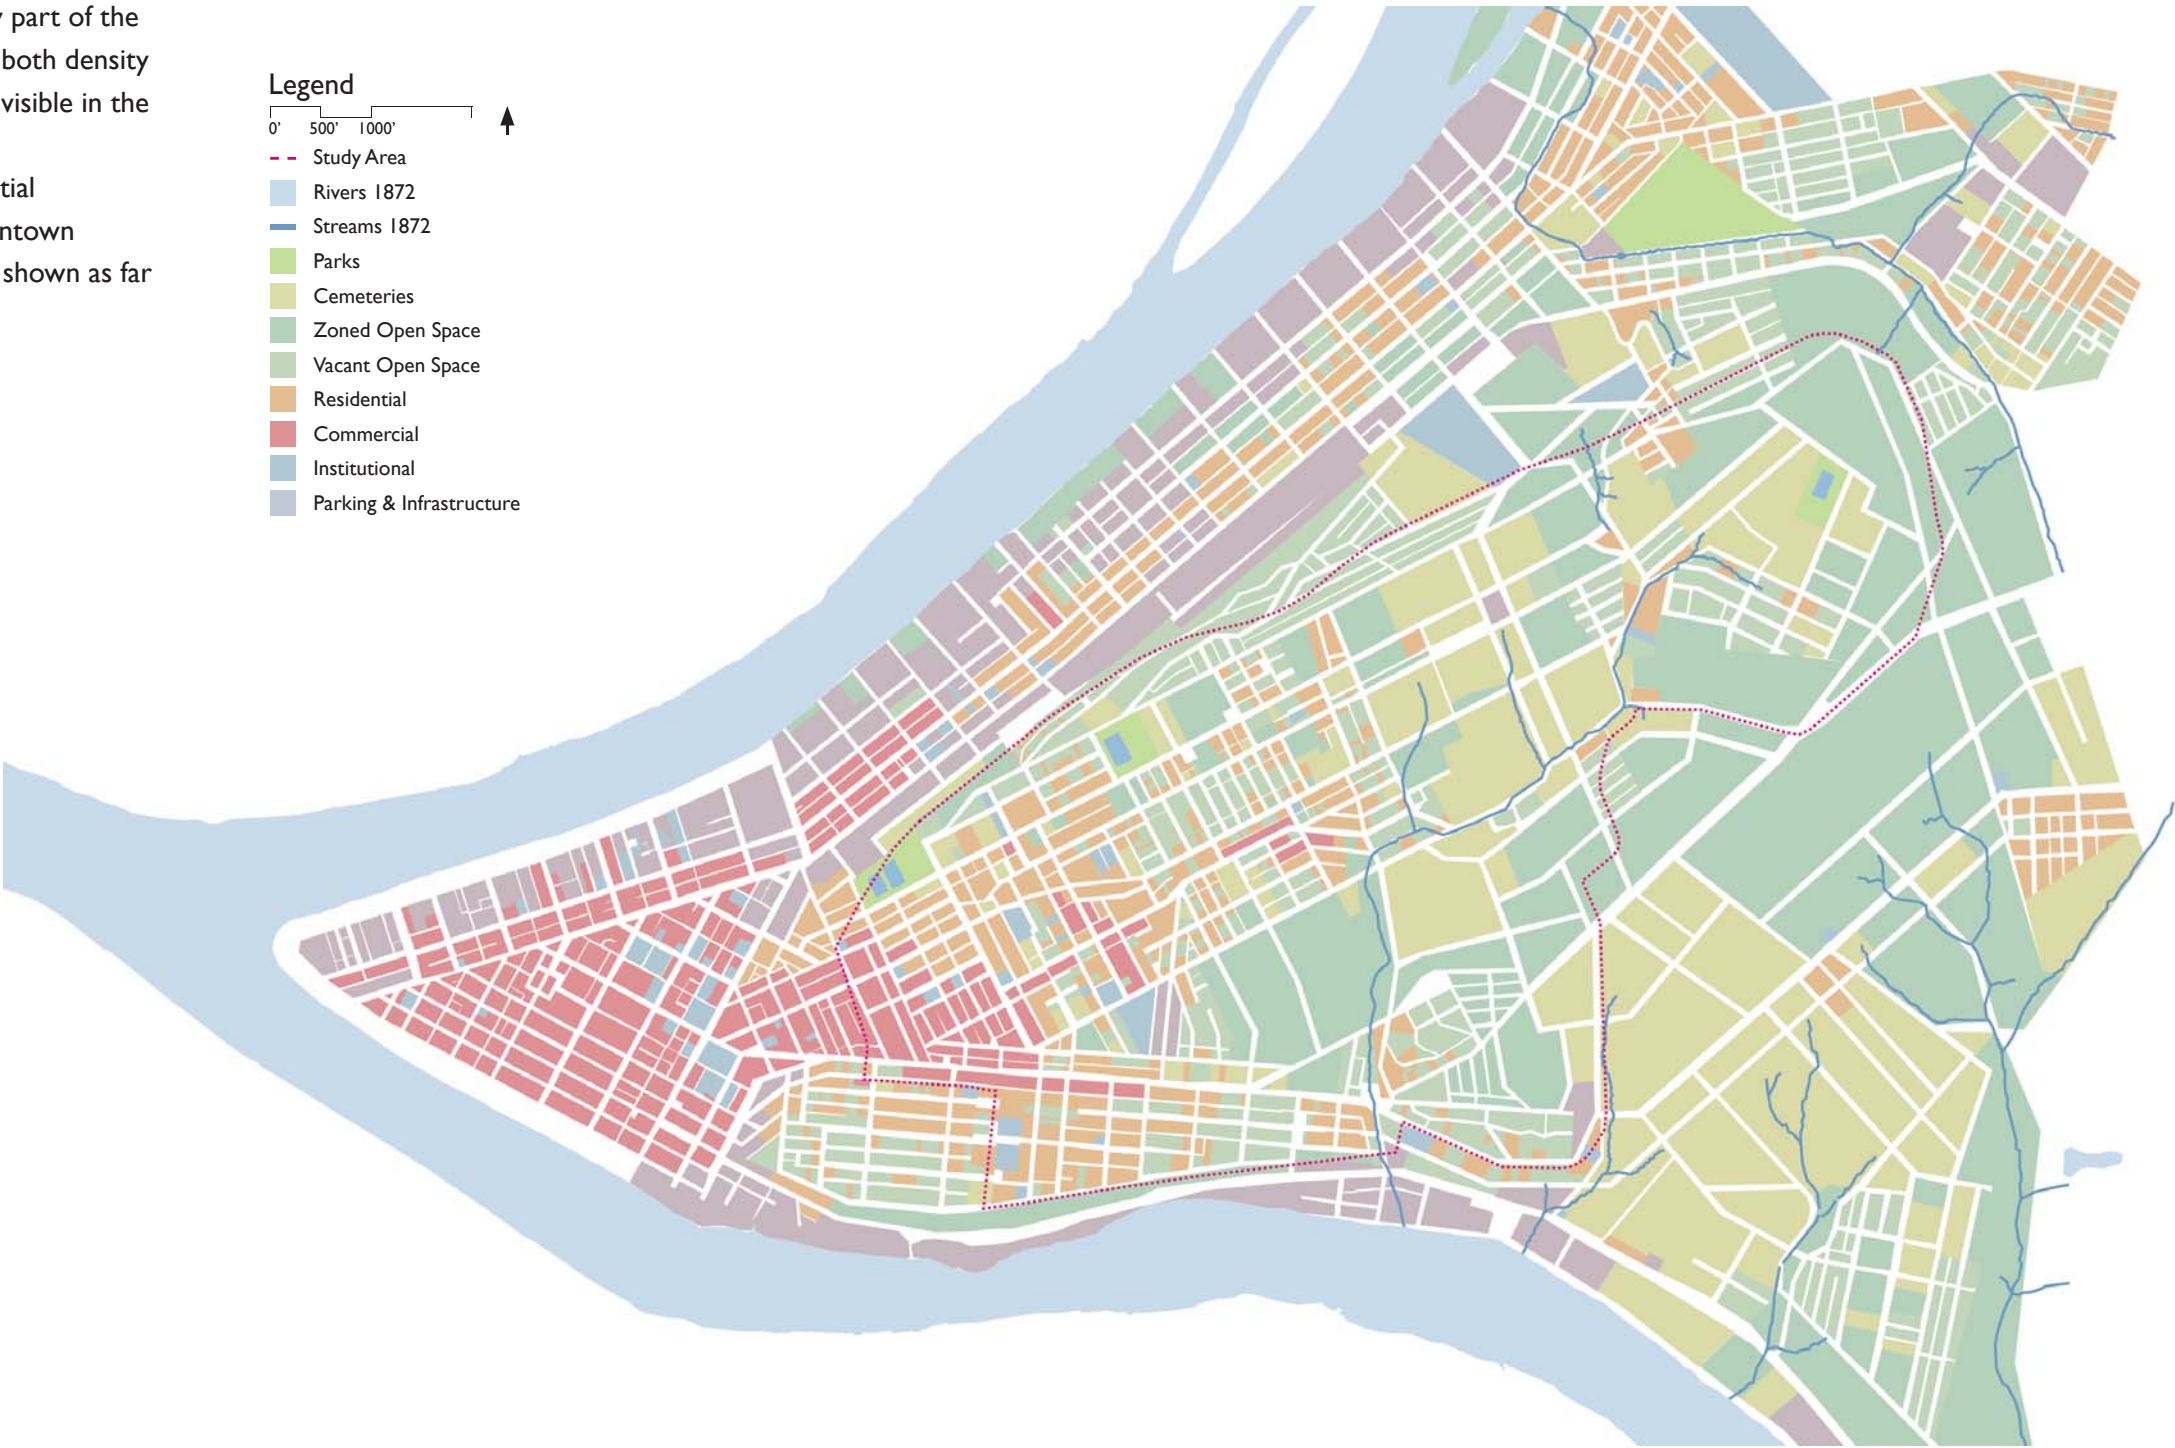 part of the
both density
visible in the
tial
ntown
shown as far
Legend
0' 500' 1000'
Study Area
Rivers 1872
Streams 1872
Parks
Cemeteries
Zoned Open Space
Vacant Open Space
Residential
Commercial
Institutional
Parking & Infrastructure